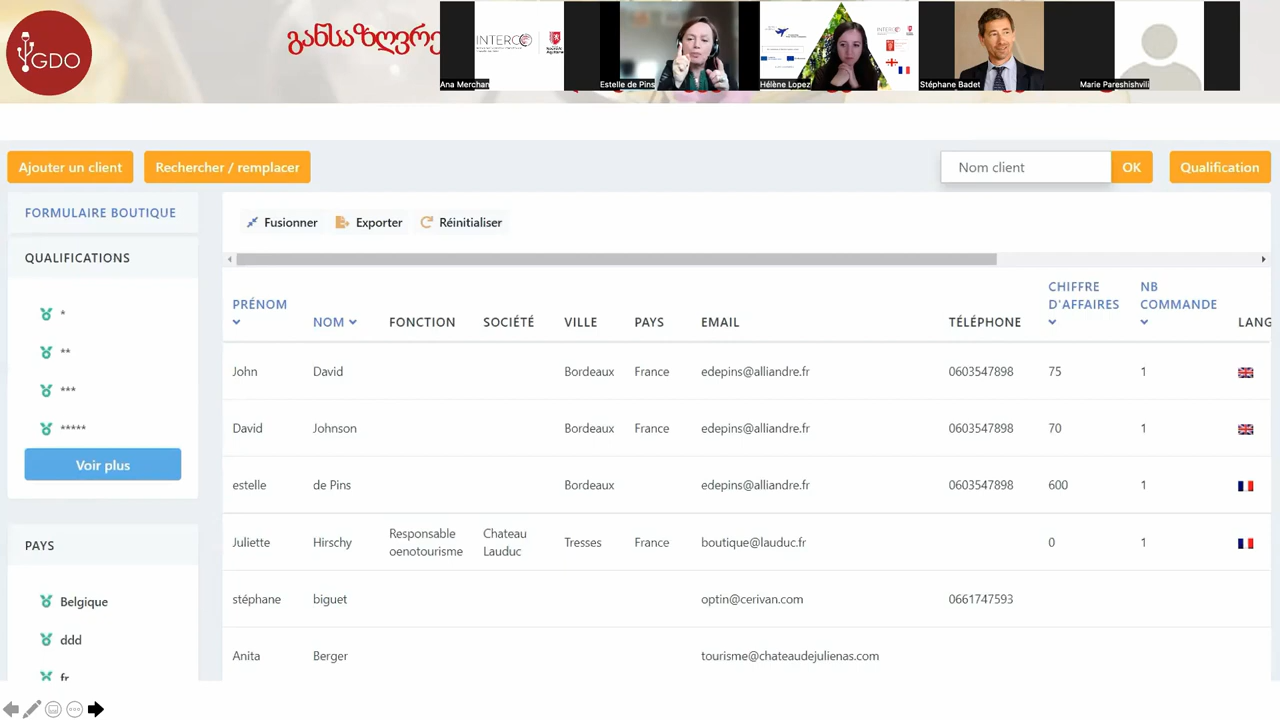 GDO
განსაზღვრე
INTERCO
Ana Merchan
Estelle de Pins
Hélène Lopez
INTERCO
Stéphane Badet
Marie Pareshishvili
Ajouter un client
Rechercher / remplacer
Nom client
OK
Qualification
FORMULAIRE BOUTIQUE
QUALIFICATIONS
*
**
***
*****
Voir plus
PAYS
Belgique
ddd
fr
Fusionner
Exporter
Réinitialiser
PRÉNOM NOM FONCTION SOCIÉTÉ VILLE PAYS EMAIL TÉLÉPHONE CHIFFRE D'AFFAIRES NB COMMANDE LANG
John David Bordeaux France edepins@alliandre.fr 0603547898 75 1
David Johnson Bordeaux France edepins@alliandre.fr 0603547898 70 1
estelle de Pins Bordeaux edepins@alliandre.fr 0603547898 600 1
Juliette Hirschy Responsable oenotourisme Chateau Lauduc Tresses France boutique@lauduc.fr 0 1
stéphane biguet optin@cerivan.com 0661747593
Anita Berger tourisme@chateaudejulienas.com